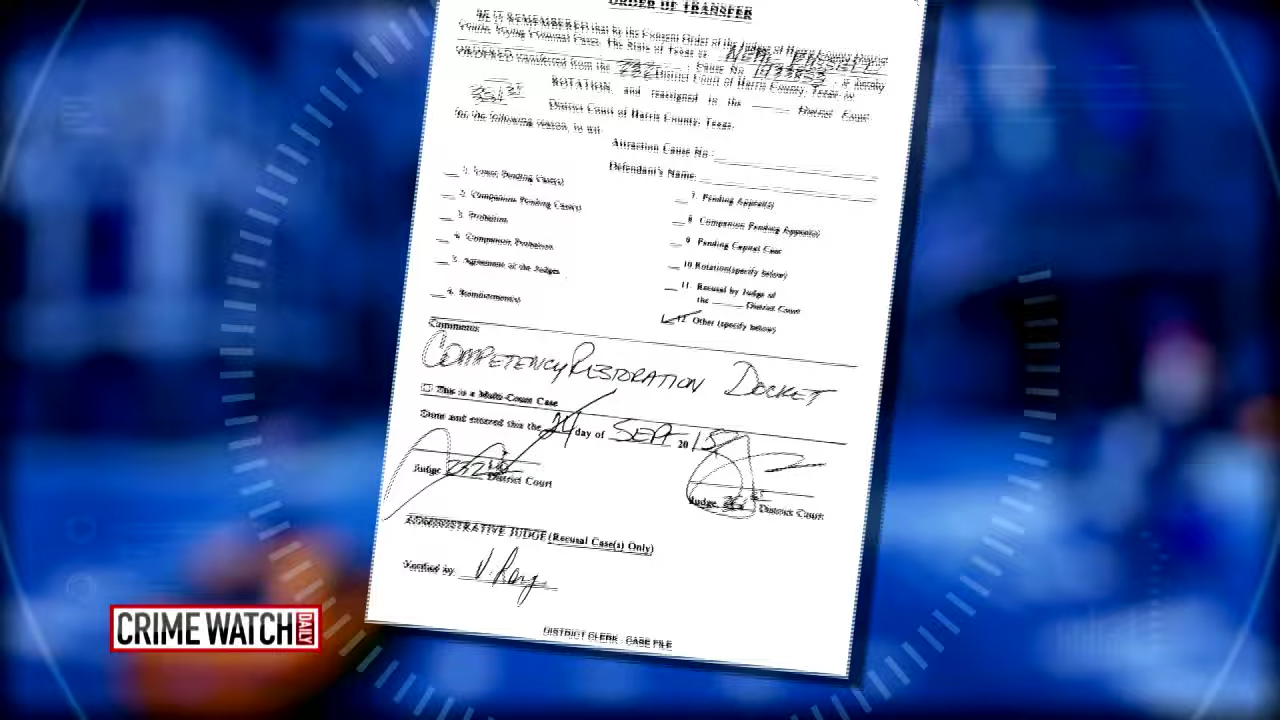 ORDER OF TRANSFER
BE IT REMEMBERED that by the Consent Order of the Judges of Harris County District
Courts, Trying Criminal Cases, The State of Texas vs.
ORDERED transferred from the 232 District Court of Harris County, Texas to
ROTATION, and reassigned to the ____ District Court
351st District Court of Harris County, Texas.
for the following reason, to wit:
Attraction Cause No.:
Defendant's Name:
1. Lower Pending Case(s)
2. Companion Pending Case(s)
3. Probation
4. Companion Probation
5. Agreement of the Judges
6. Reindictment(s)
7. Pending Appeal(s)
8. Companion Pending Appeal(s)
9. Pending Capital Case
10. Rotation(specify below)
11. Recusal by Judge of
the ____ District Court
12. Other (specify below)
Comments:
COMPETENCY RESTORATION DOCKET
This is a Multi-Count Case
Done and entered this the 24 day of SEPT 2015
Judge, 232nd District Court
Judge, District Court
ADMINISTRATIVE JUDGE (Recusal Case(s) Only)
Verified by
DISTRICT CLERK - CASE FILE
CRIME WATCH DAILY